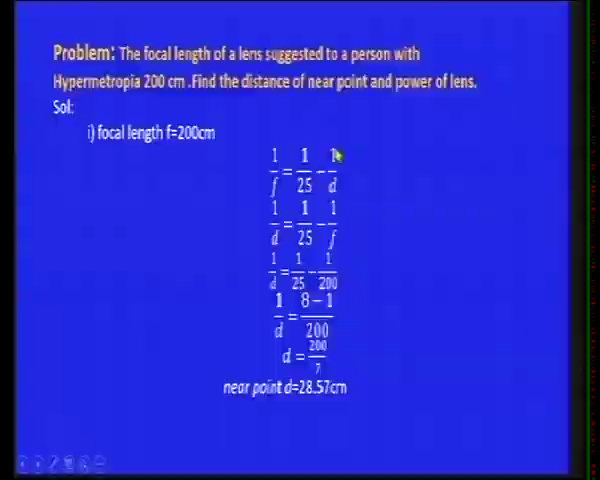 Problem: The focal length of a lens suggested to a person with
Hypermetropia 200 cm .Find the distance of near point and power of lens.
Sol:
i) focal length f=200cm
1/f = 1/25 − 1/d
1/d = 1/25 − 1/f
1/d = 1/25 − 1/200
1/d = 8 − 1/200
d = 200/7
near point d=28.57cm